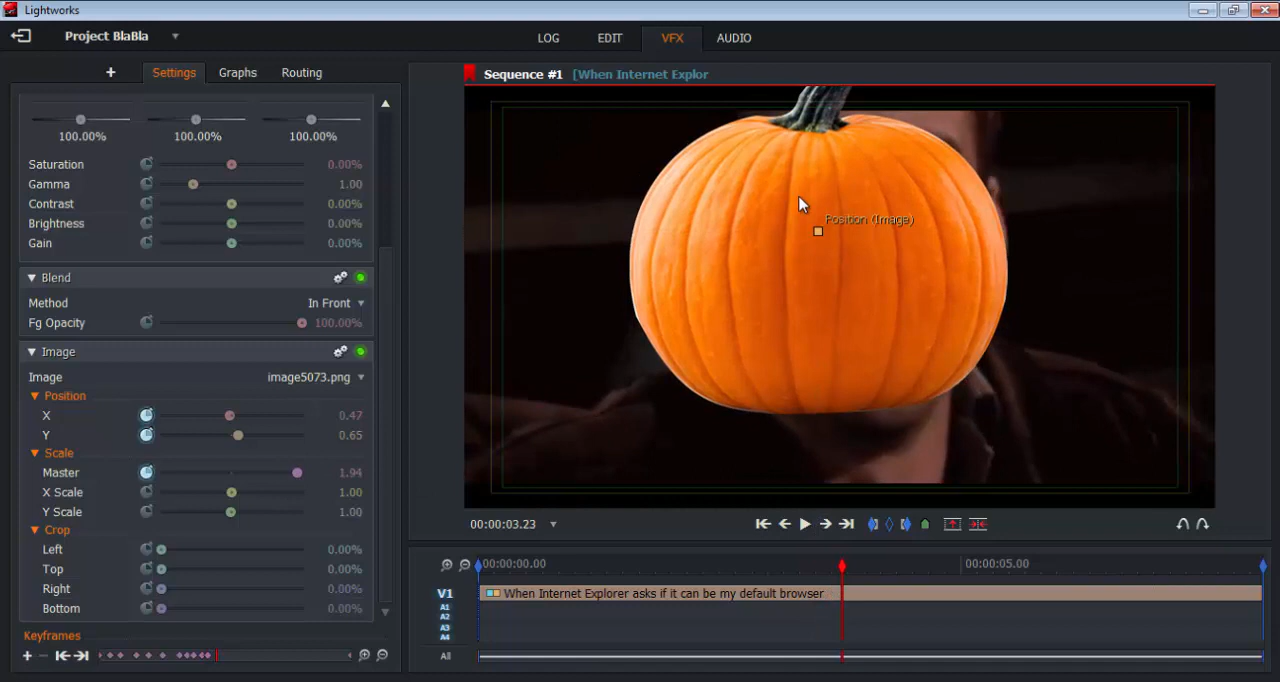 Lightworks
Project BlaBla
LOG EDIT VFX AUDIO
+ Settings Graphs Routing
Sequence #1 [When Internet Explor
100.00% 100.00% 100.00%
Saturation 0.00%
Gamma 1.00
Contrast 0.00%
Brightness 0.00%
Gain 0.00%
Blend
Method In Front
Fg Opacity 100.00%
Image
Image image5073.png
Position
X 0.47
Y 0.65
Scale
Master 1.94
X Scale 1.00
Y Scale 1.00
Crop
Left 0.00%
Top 0.00%
Right 0.00%
Bottom 0.00%
Keyframes
Position (Image)
00:00:03.23
00:00:00.00 00:00:05.00
V1 When Internet Explorer asks if it can be my default browser
A1
A2
A3
A4
All